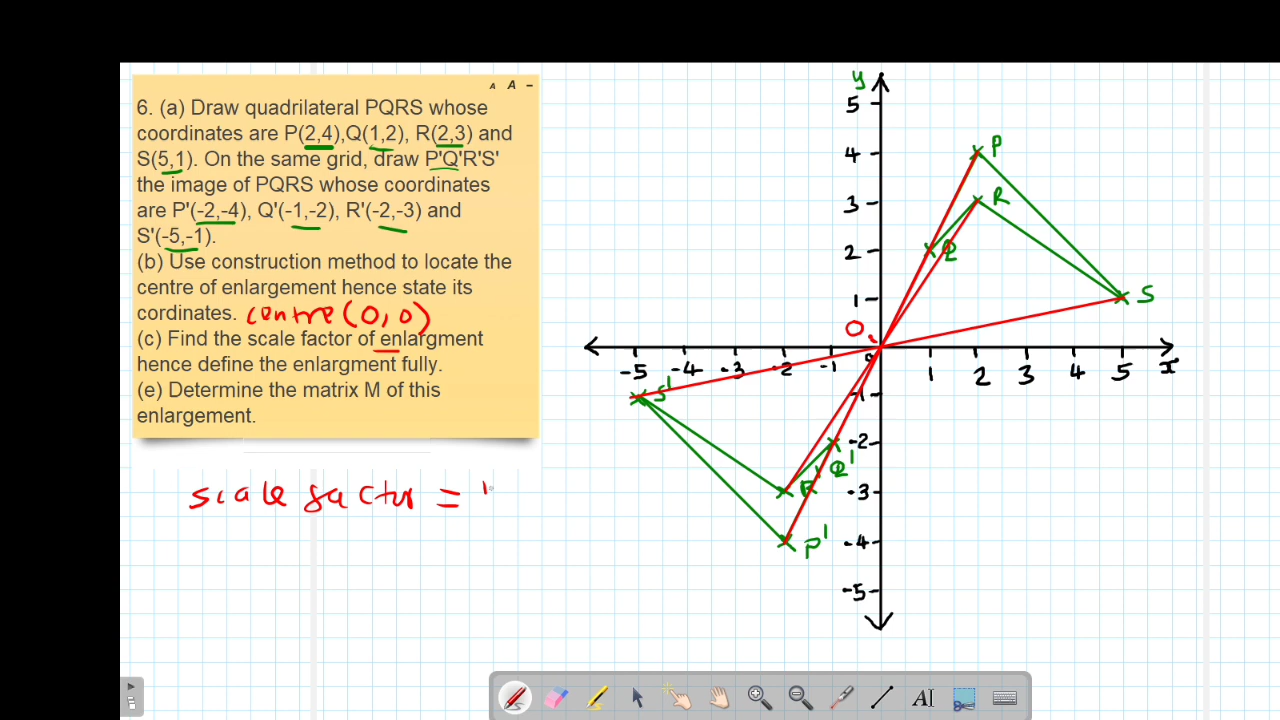 A A −
6. (a) Draw quadrilateral PQRS whose
coordinates are P(2,4),Q(1,2), R(2,3) and
S(5,1). On the same grid, draw P'Q'R'S'
the image of PQRS whose coordinates
are P'(-2,-4), Q'(-1,-2), R'(-2,-3) and
S'(-5,-1).
(b) Use construction method to locate the
centre of enlargement hence state its
cordinates. centre (0, 0)
(c) Find the scale factor of enlargment
hence define the enlargment fully.
(e) Determine the matrix M of this
enlargement.
scale factor =
y
5
4
P
3
R
2
Q
1
S
O
-5 -4 -3 -2 -1
1 2 3 4 5 x
-1
S'
-2
Q'
-3
R'
-4
P'
-5
A